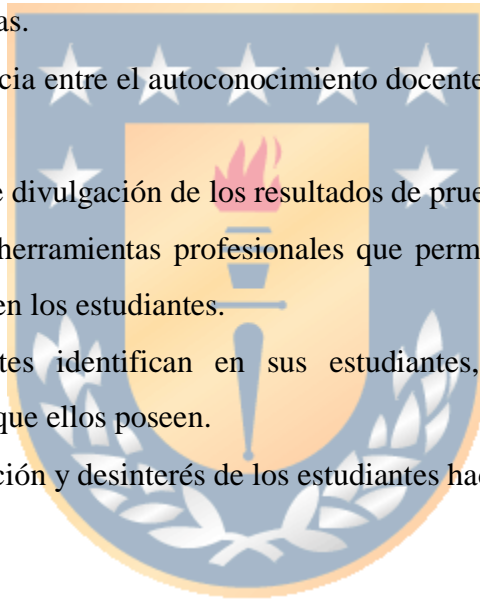 as.
cia entre el autoconocimiento docente
e divulgación de los resultados de prue
herramientas profesionales que perm
en los estudiantes.
tes identifican en sus estudiantes,
que ellos poseen.
ción y desinterés de los estudiantes hac